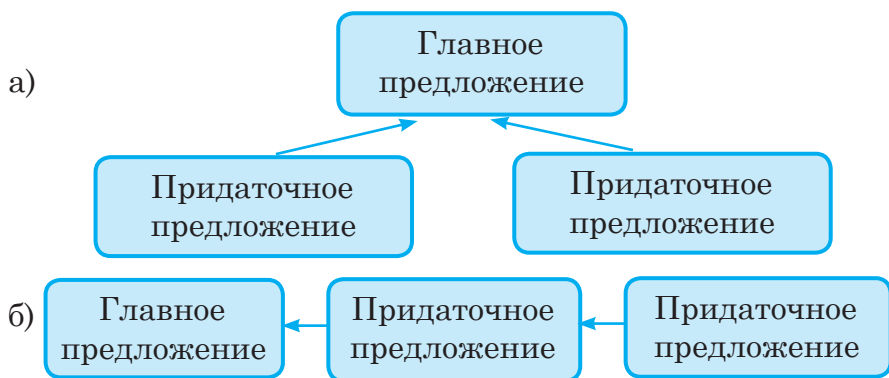 а)
Главное
предложение
Придаточное
предложение
Придаточное
предложение
б)
Главное
предложение
Придаточное
предложение
Придаточное
предложение